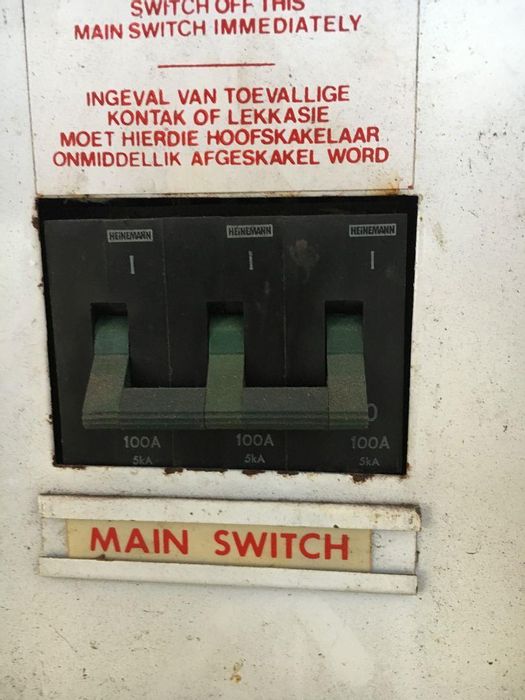 SWITCH OFF THIS
MAIN SWITCH IMMEDIATELY
INGEVAL VAN TOEVALLIGE
KONTAK OF LEKKASIE
MOET HIERDIE HOOFSKAKELAAR
ONMIDDELLIK AFGESKAKEL WORD
HEINEMANN HEINEMANN HEINEMANN
I I I
O
100A 100A 100A
5kA 5kA 5kA
MAIN SWITCH